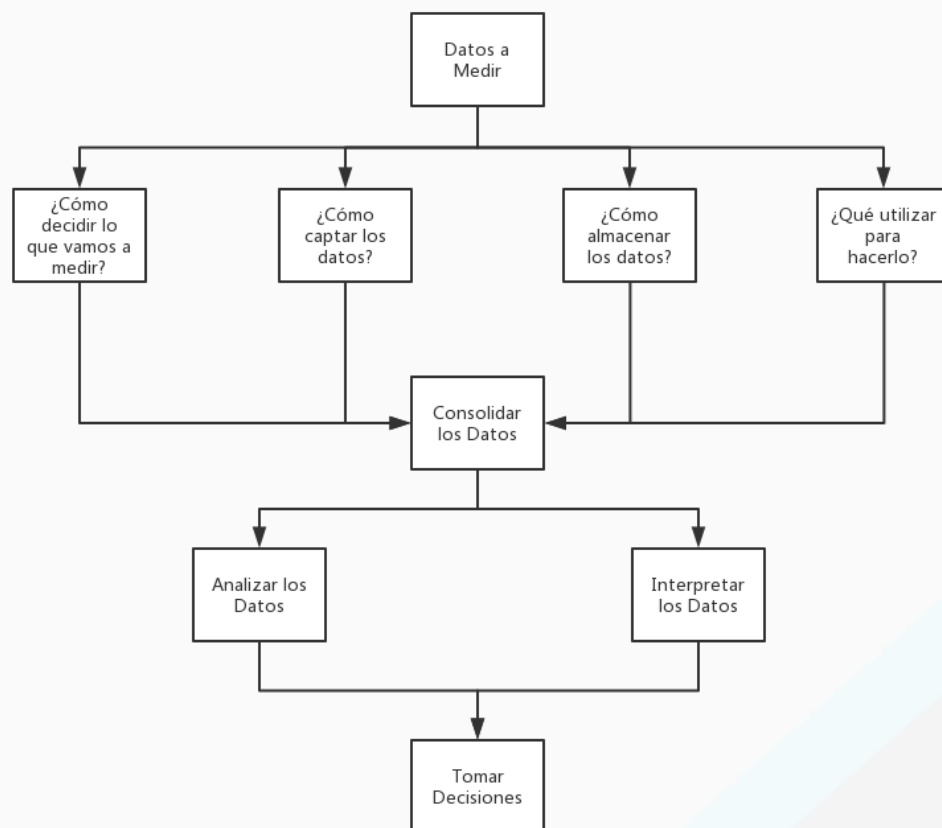 Datos a
Medir
¿Cómo
decidir lo
que vamos a
medir?
¿Cómo
captar los
datos?
¿Cómo
almacenar
los datos?
¿Qué utilizar
para
hacerlo?
Consolidar
los Datos
Analizar los
Datos
Interpretar
los Datos
Tomar
Decisiones